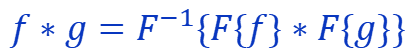 f * g = F⁻¹{F{f} * F{g}}